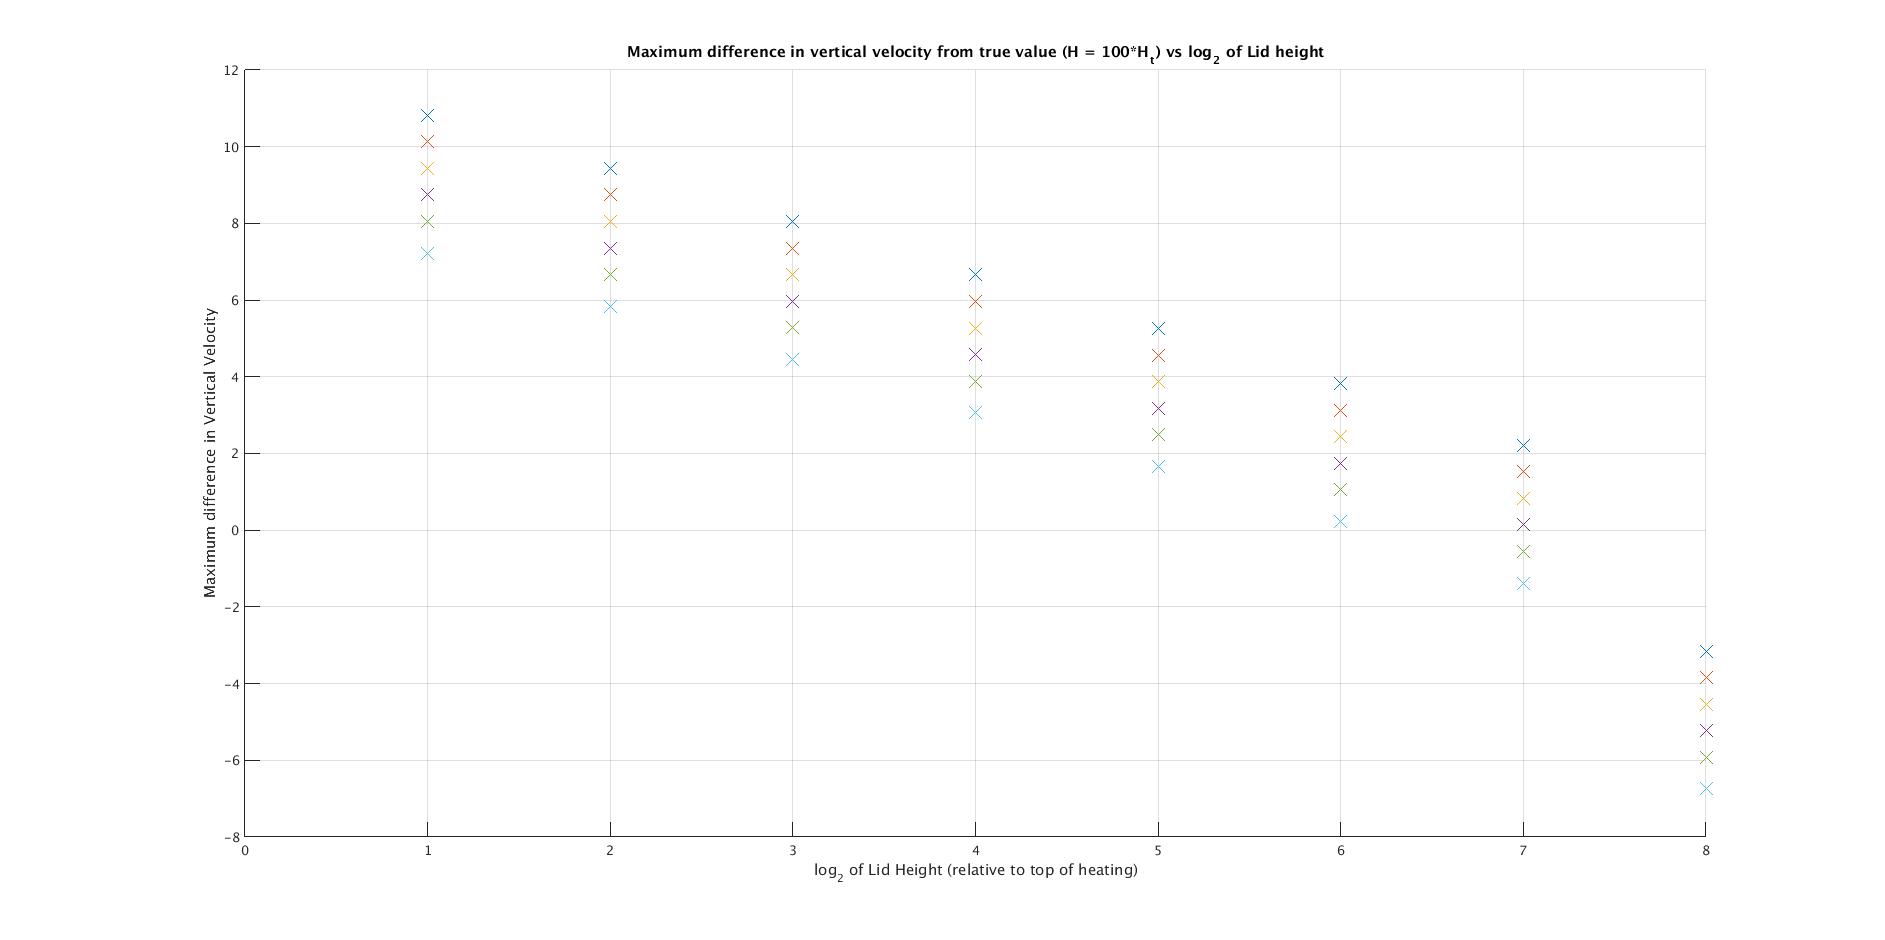 Maximum difference in vertical velocity from true value (H = 100*Ht) vs log2 of Lid height
12
10
8
6
4
2
0
-2
-4
-6
-8
Maximum difference in Vertical Velocity
0 1 2 3 4 5 6 7 8
log2 of Lid Height (relative to top of heating)